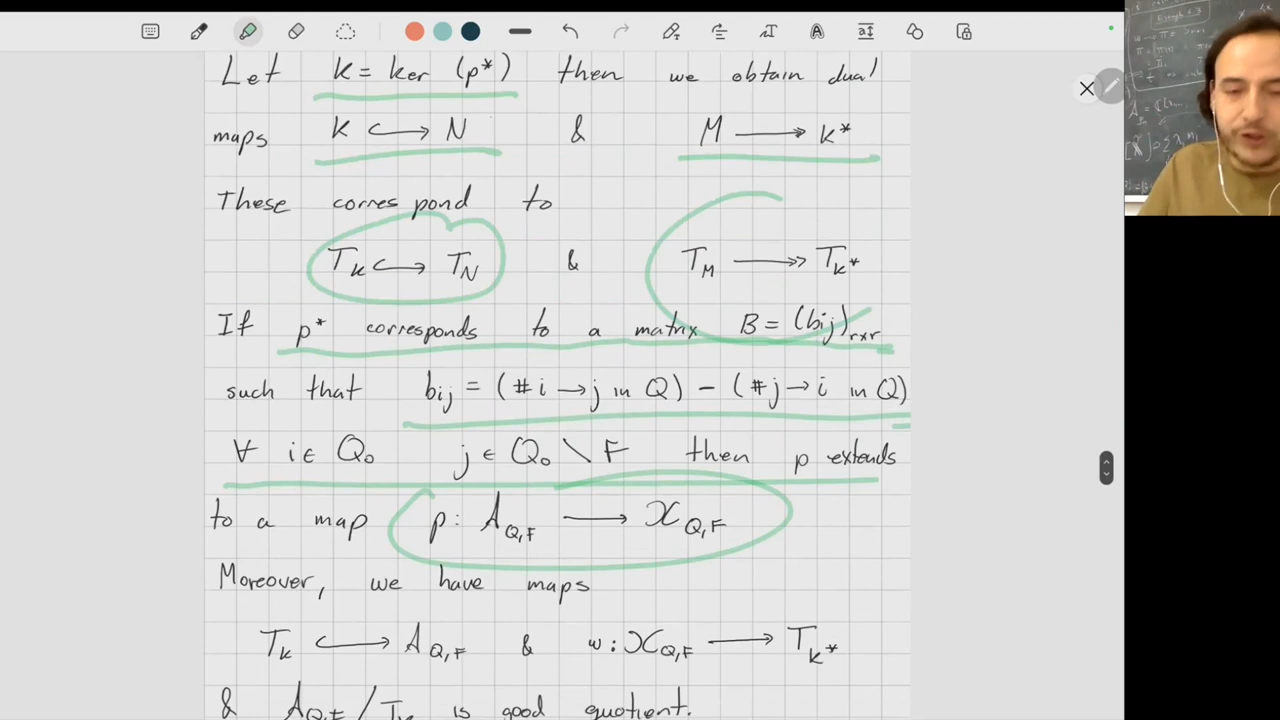 Let K = ker (p*) then we obtain dual
maps K ↪ N & M → K*
These correspond to
T_K ↪ T_N & T_M ↠ T_K*
If p* corresponds to a matrix B = (bij)_rxr
such that bij = (# i → j in Q) - (# j → i in Q)
∀ i ∈ Q₀ j ∈ Q₀ \ F then p extends
to a map p: A_Q,F → X_Q,F
Moreover, we have maps
T_K ↪ A_Q,F & w: X_Q,F → T_K*
& A_Q,F / T_K is good quotient.